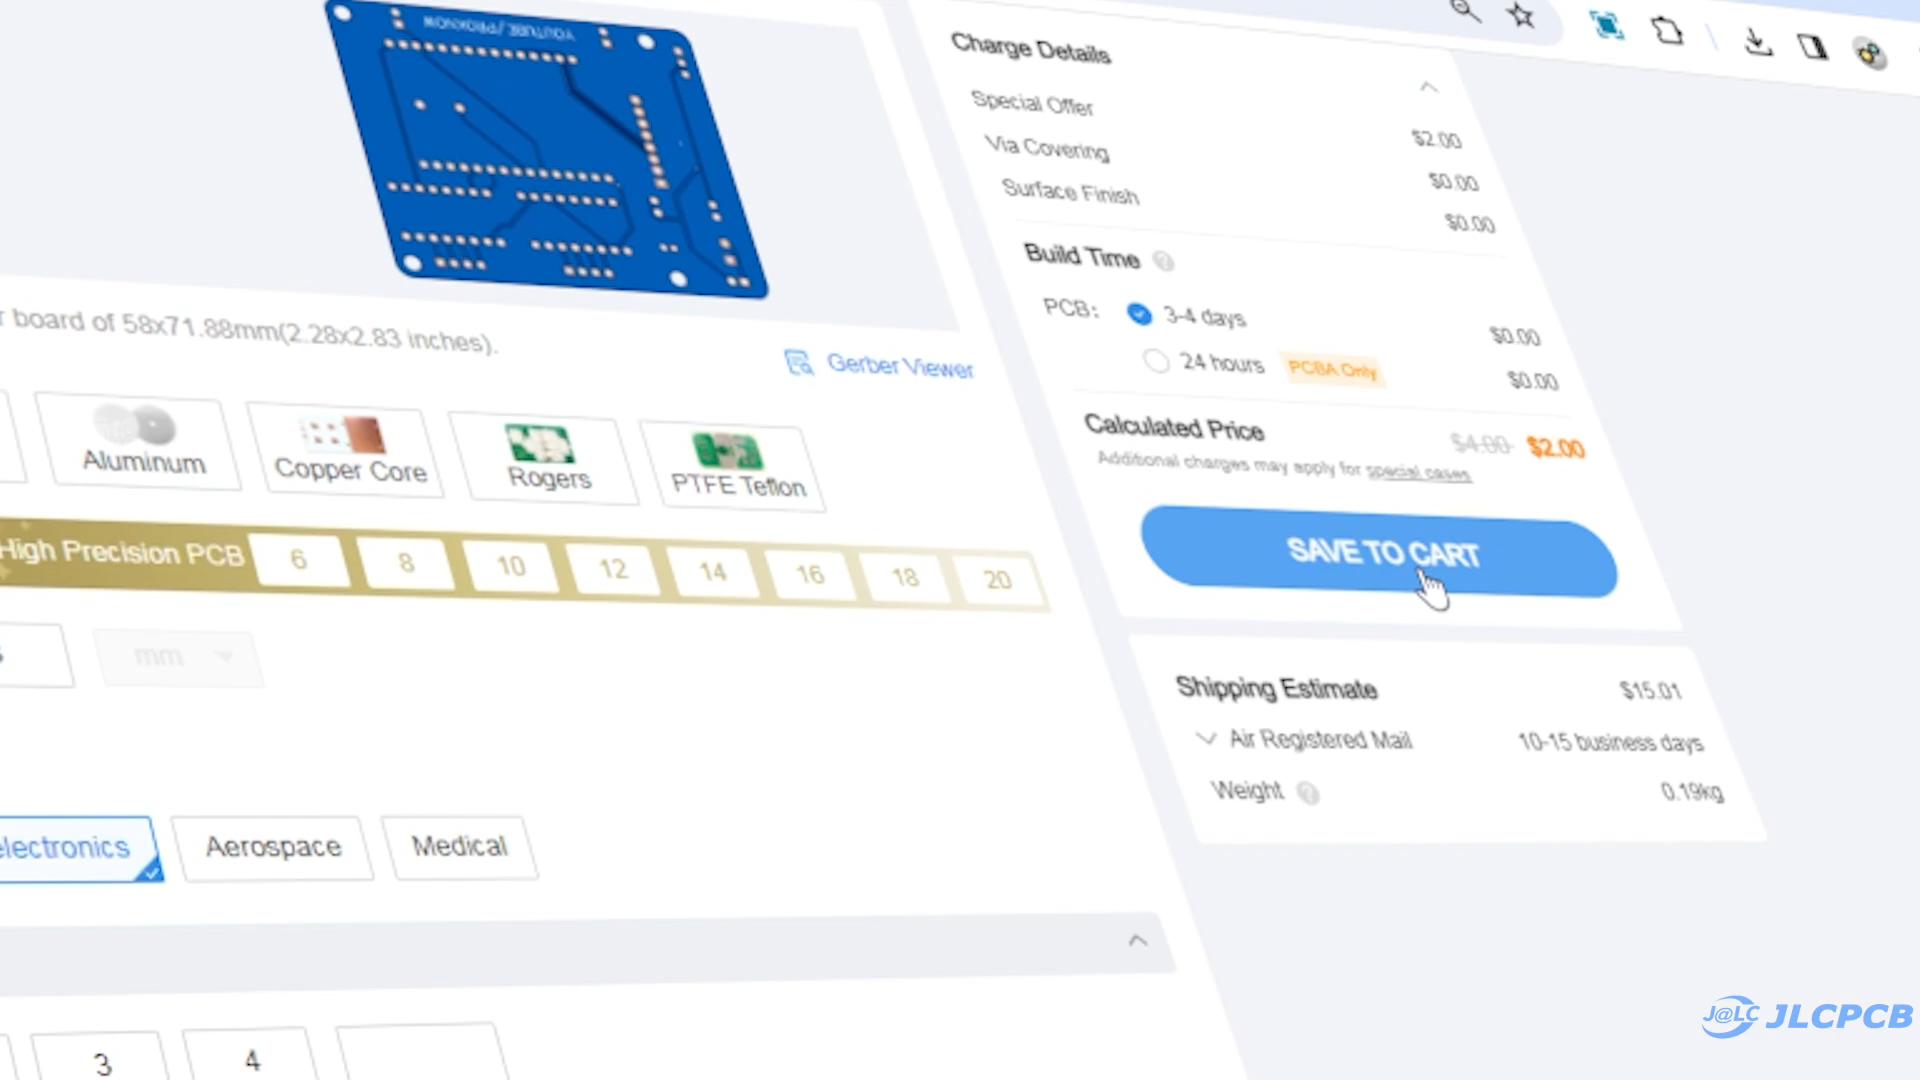 YOUTUBE /PROKNOW
r board of 58x71.88mm(2.28x2.83 inches).
Gerber Viewer
Aluminum
Copper Core
Rogers
PTFE Teflon
High Precision PCB
6 8 10 12 14 16 18 20
mm
electronics
Aerospace
Medical
3
4
Charge Details
Special Offer $2.00
Via Covering $0.00
Surface Finish $0.00
Build Time
PCB: 3-4 days $0.00
24 hours PCBA Only $0.00
Calculated Price $4.00 $2.00
Additional charges may apply for special cases
SAVE TO CART
Shipping Estimate $15.01
Air Registered Mail 10-15 business days
Weight 0.19kg
J@LC JLCPCB